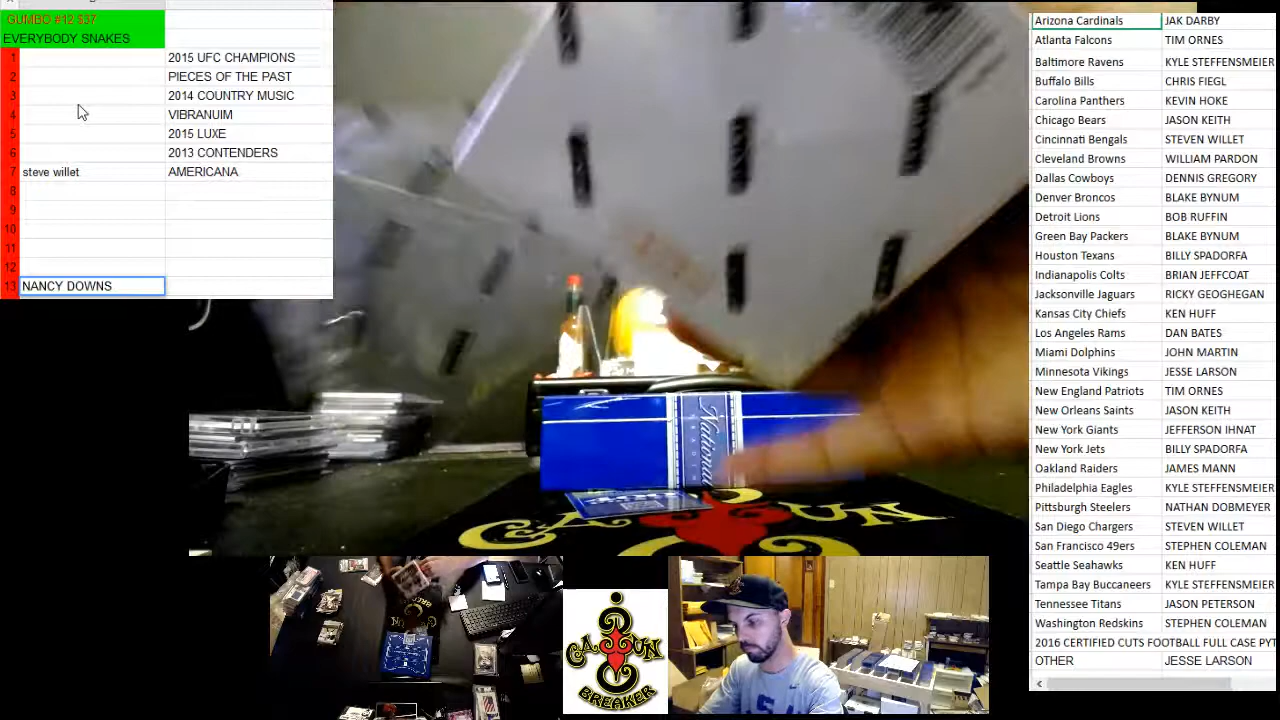 GUMBO #12 $37
EVERYBODY SNAKES
1 2015 UFC CHAMPIONS
2 PIECES OF THE PAST
3 2014 COUNTRY MUSIC
4 VIBRANUIM
5 2015 LUXE
6 2013 CONTENDERS
7 steve willet AMERICANA
8
9
10
11
12
13 NANCY DOWNS
Arizona Cardinals JAK DARBY
Atlanta Falcons TIM ORNES
Baltimore Ravens KYLE STEFFENSMEIER
Buffalo Bills CHRIS FIEGL
Carolina Panthers KEVIN HOKE
Chicago Bears JASON KEITH
Cincinnati Bengals STEVEN WILLET
Cleveland Browns WILLIAM PARDON
Dallas Cowboys DENNIS GREGORY
Denver Broncos BLAKE BYNUM
Detroit Lions BOB RUFFIN
Green Bay Packers BLAKE BYNUM
Houston Texans BILLY SPADORFA
Indianapolis Colts BRIAN JEFFCOAT
Jacksonville Jaguars RICKY GEOGHEGAN
Kansas City Chiefs KEN HUFF
Los Angeles Rams DAN BATES
Miami Dolphins JOHN MARTIN
Minnesota Vikings JESSE LARSON
New England Patriots TIM ORNES
New Orleans Saints JASON KEITH
New York Giants JEFFERSON IHNAT
New York Jets BILLY SPADORFA
Oakland Raiders JAMES MANN
Philadelphia Eagles KYLE STEFFENSMEIER
Pittsburgh Steelers NATHAN DOBMEYER
San Diego Chargers STEVEN WILLET
San Francisco 49ers STEPHEN COLEMAN
Seattle Seahawks KEN HUFF
Tampa Bay Buccaneers KYLE STEFFENSMEIER
Tennessee Titans JASON PETERSON
Washington Redskins STEPHEN COLEMAN
2016 CERTIFIED CUTS FOOTBALL FULL CASE PYT
OTHER JESSE LARSON
National
CAJUN
BREAKER